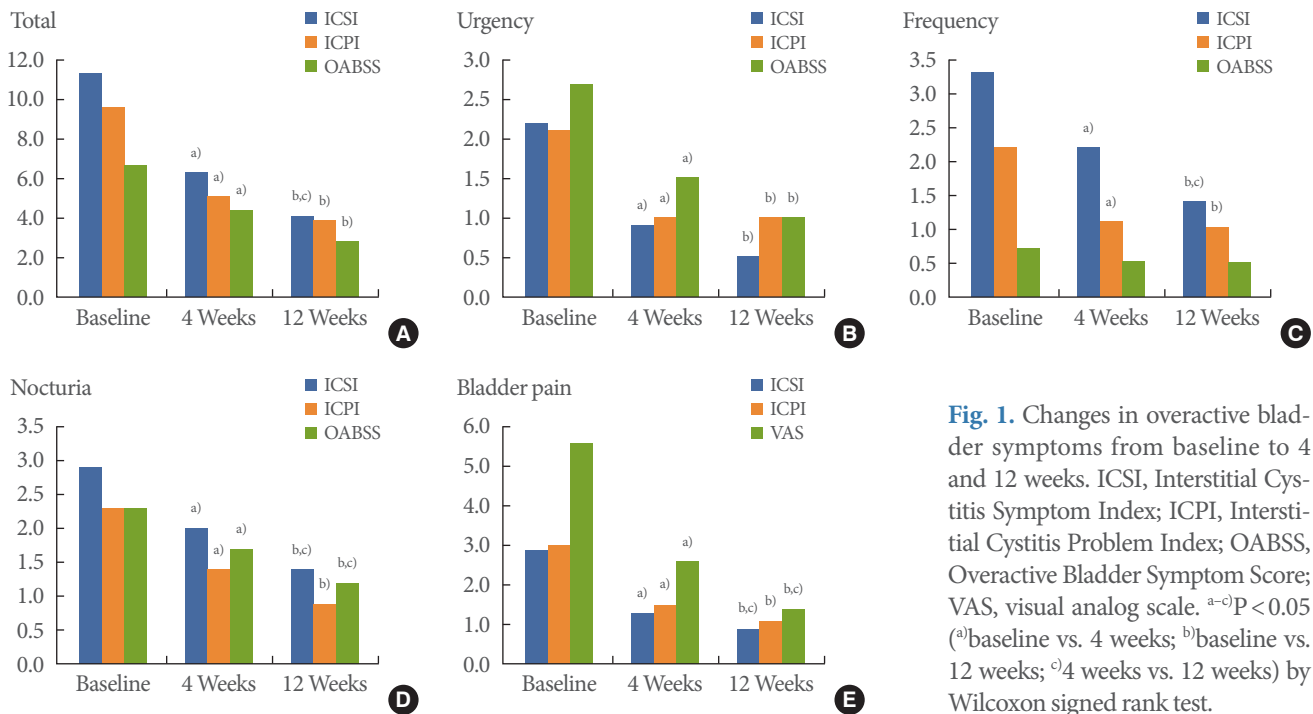 Total
ICSI
ICPI
OABSS
12.0
10.0
8.0
6.0
4.0
2.0
0.0
a)
a)
a)
b,c)
b)
b)
Baseline 4 Weeks 12 Weeks
A
Urgency
ICSI
ICPI
OABSS
3.0
2.5
2.0
1.5
1.0
0.5
0.0
a)
a)
a)
b)
b)
b)
Baseline 4 Weeks 12 Weeks
B
Frequency
ICSI
ICPI
OABSS
3.5
3.0
2.5
2.0
1.5
1.0
0.5
0.0
a)
a)
b,c)
b)
Baseline 4 Weeks 12 Weeks
C
Nocturia
ICSI
ICPI
OABSS
3.5
3.0
2.5
2.0
1.5
1.0
0.5
0.0
a)
a)
a)
b,c)
b)
b,c)
Baseline 4 Weeks 12 Weeks
D
Bladder pain
ICSI
ICPI
VAS
6.0
5.0
4.0
3.0
2.0
1.0
0.0
a)
a)
a)
b,c)
b)
b,c)
Baseline 4 Weeks 12 Weeks
E
Fig. 1. Changes in overactive blad-
der symptoms from baseline to 4
and 12 weeks. ICSI, Interstitial Cys-
titis Symptom Index; ICPI, Intersti-
tial Cystitis Problem Index; OABSS,
Overactive Bladder Symptom Score;
VAS, visual analog scale. a–c)P < 0.05
(a)baseline vs. 4 weeks; b)baseline vs.
12 weeks; c)4 weeks vs. 12 weeks) by
Wilcoxon signed rank test.